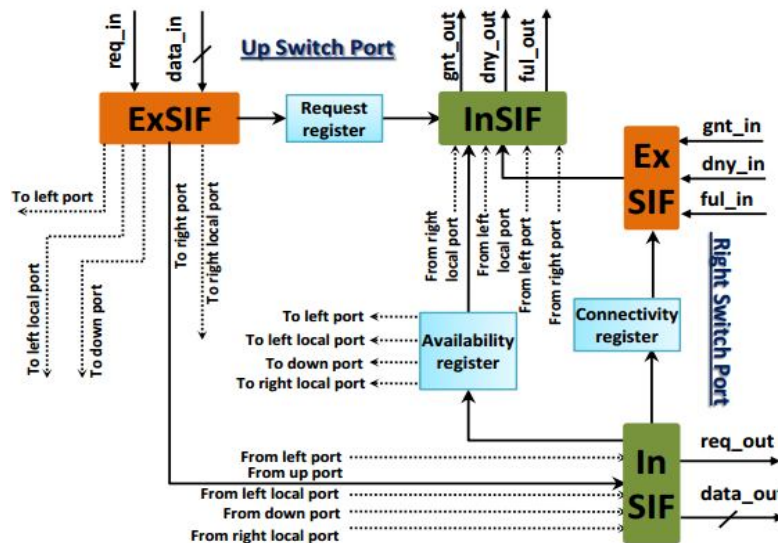 req_in
data_in
Up Switch Port
gnt_out
dny_out
ful_out
ExSIF
Request
register
InSIF
Ex
SIF
gnt_in
dny_in
ful_in
To left port
To left local port
To down port
To right port
To right local port
From right
local port
From left
local port
From left port
From right port
Right Switch Port
To left port
To left local port
To down port
To right local port
Availability
register
Connectivity
register
From left port
From up port
From left local port
From down port
From right local port
In
SIF
req_out
data_out